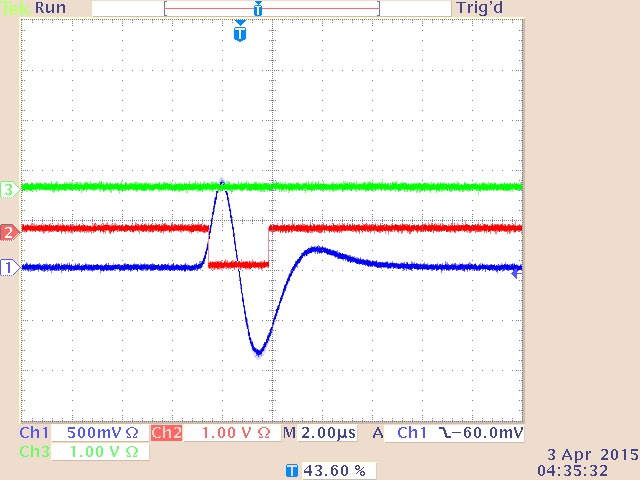 Tek Run Trig'd
T
T
3
2
1
Ch1 500mV Ω Ch2 1.00 V Ω M 2.00µs A Ch1 -60.0mV
Ch3 1.00 V Ω
3 Apr 2015
T 43.60 % 04:35:32